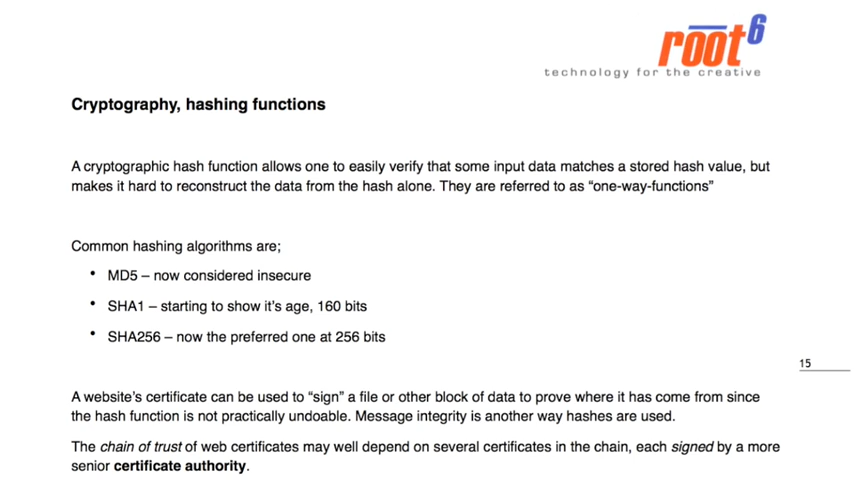 root6
technology for the creative
Cryptography, hashing functions
A cryptographic hash function allows one to easily verify that some input data matches a stored hash value, but
makes it hard to reconstruct the data from the hash alone. They are referred to as “one-way-functions”
Common hashing algorithms are;
• MD5 – now considered insecure
• SHA1 – starting to show it’s age, 160 bits
• SHA256 – now the preferred one at 256 bits
15
A website’s certificate can be used to “sign” a file or other block of data to prove where it has come from since
the hash function is not practically undoable. Message integrity is another way hashes are used.
The chain of trust of web certificates may well depend on several certificates in the chain, each signed by a more
senior certificate authority.